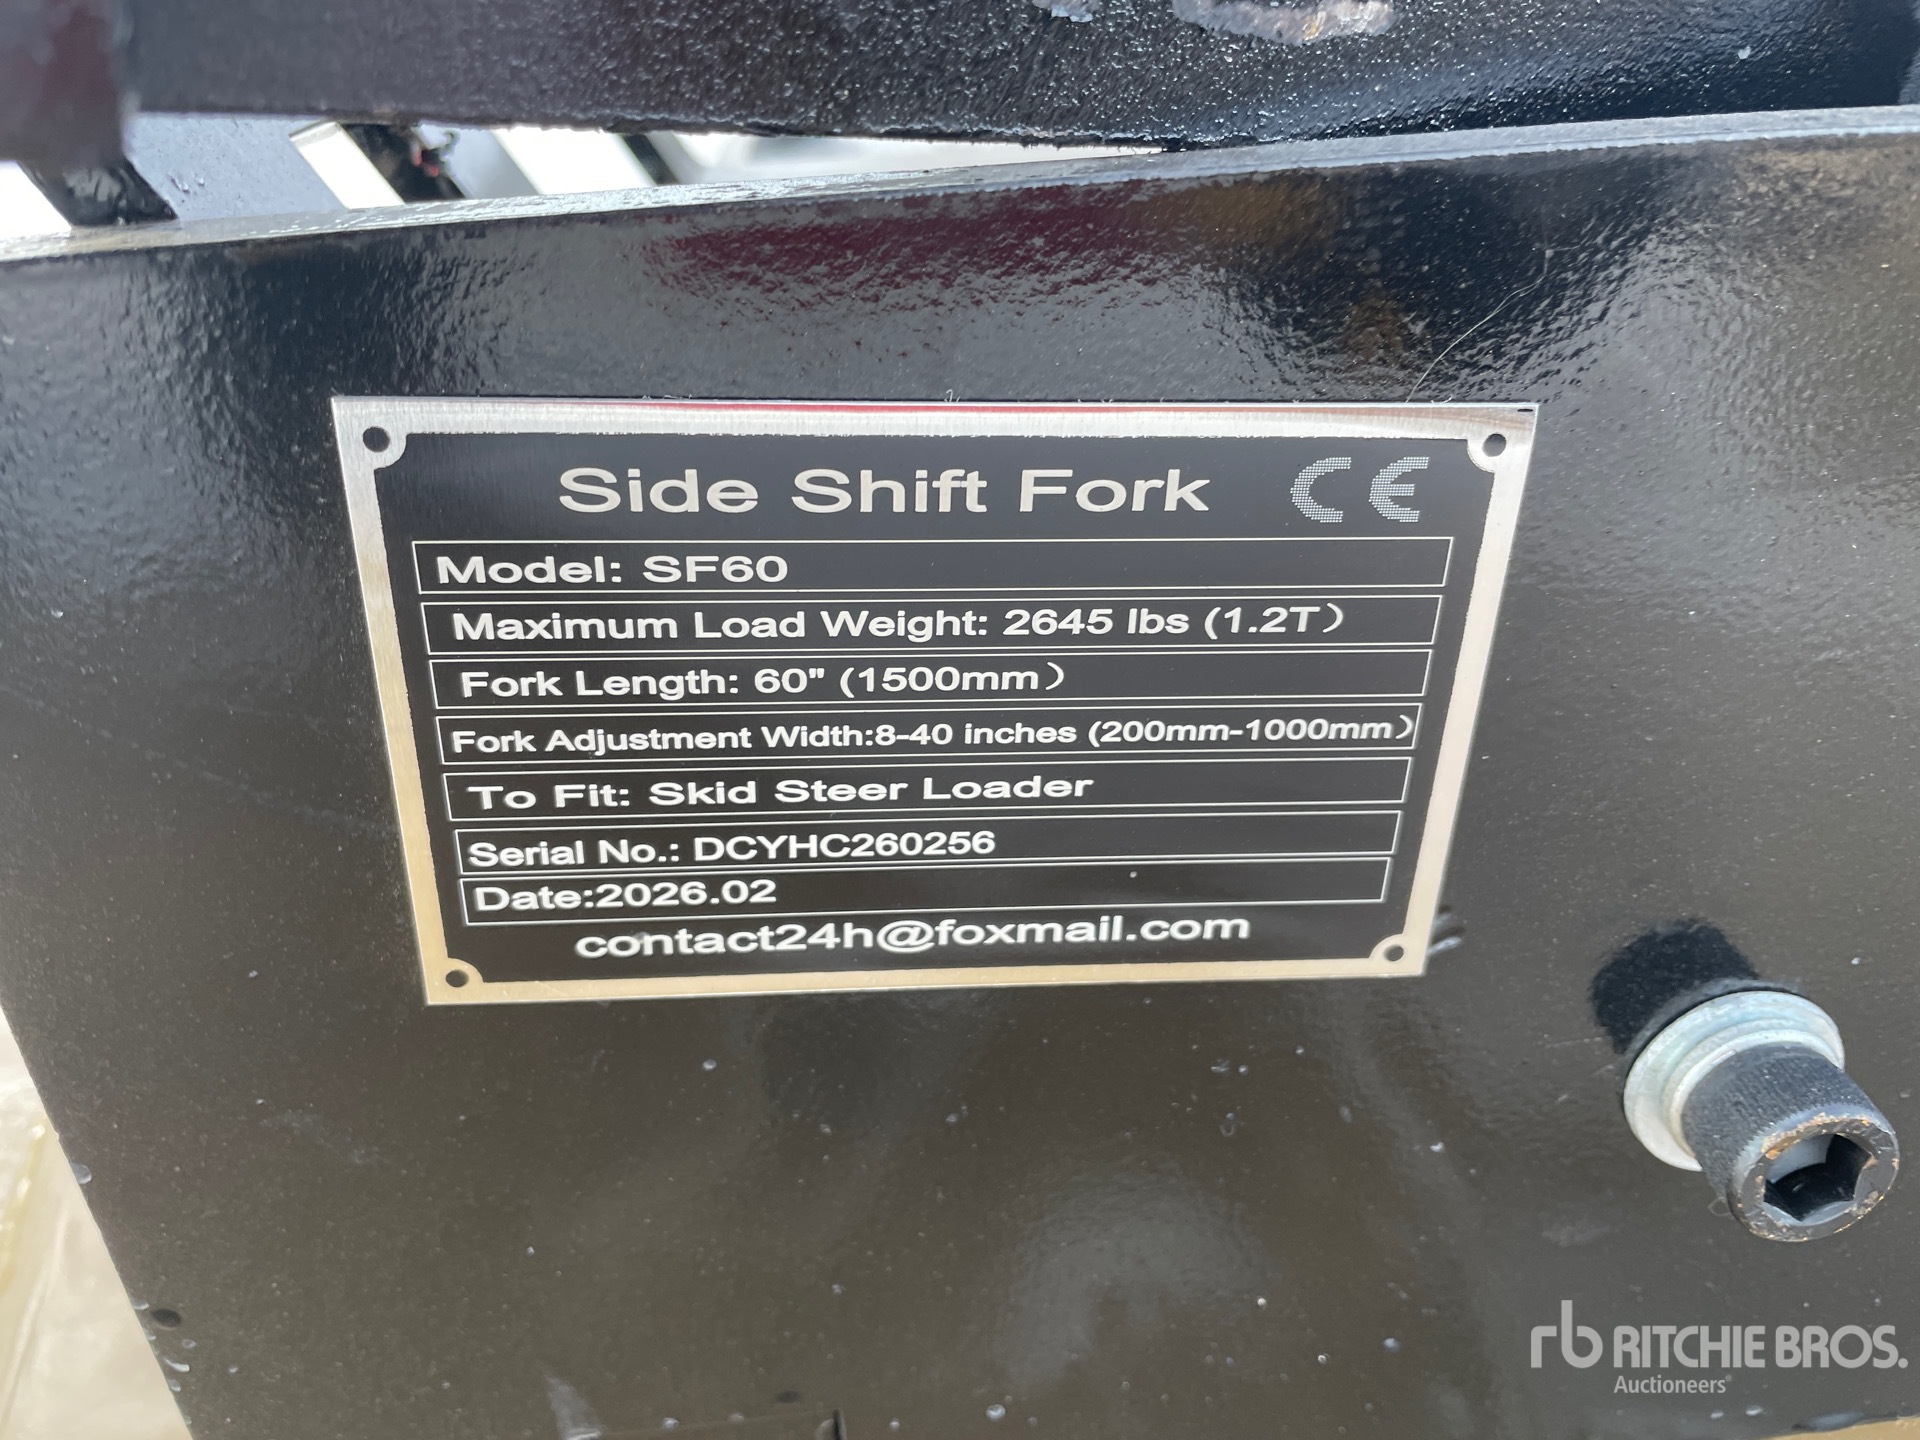 Side Shift Fork CE
Model: SF60
Maximum Load Weight: 2645 lbs (1.2T)
Fork Length: 60" (1500mm)
Fork Adjustment Width:8-40 inches (200mm-1000mm)
To Fit: Skid Steer Loader
Serial No.: DCYHC260256
Date:2026.02
contact24h@foxmail.com
rb RITCHIE BROS.
Auctioneers